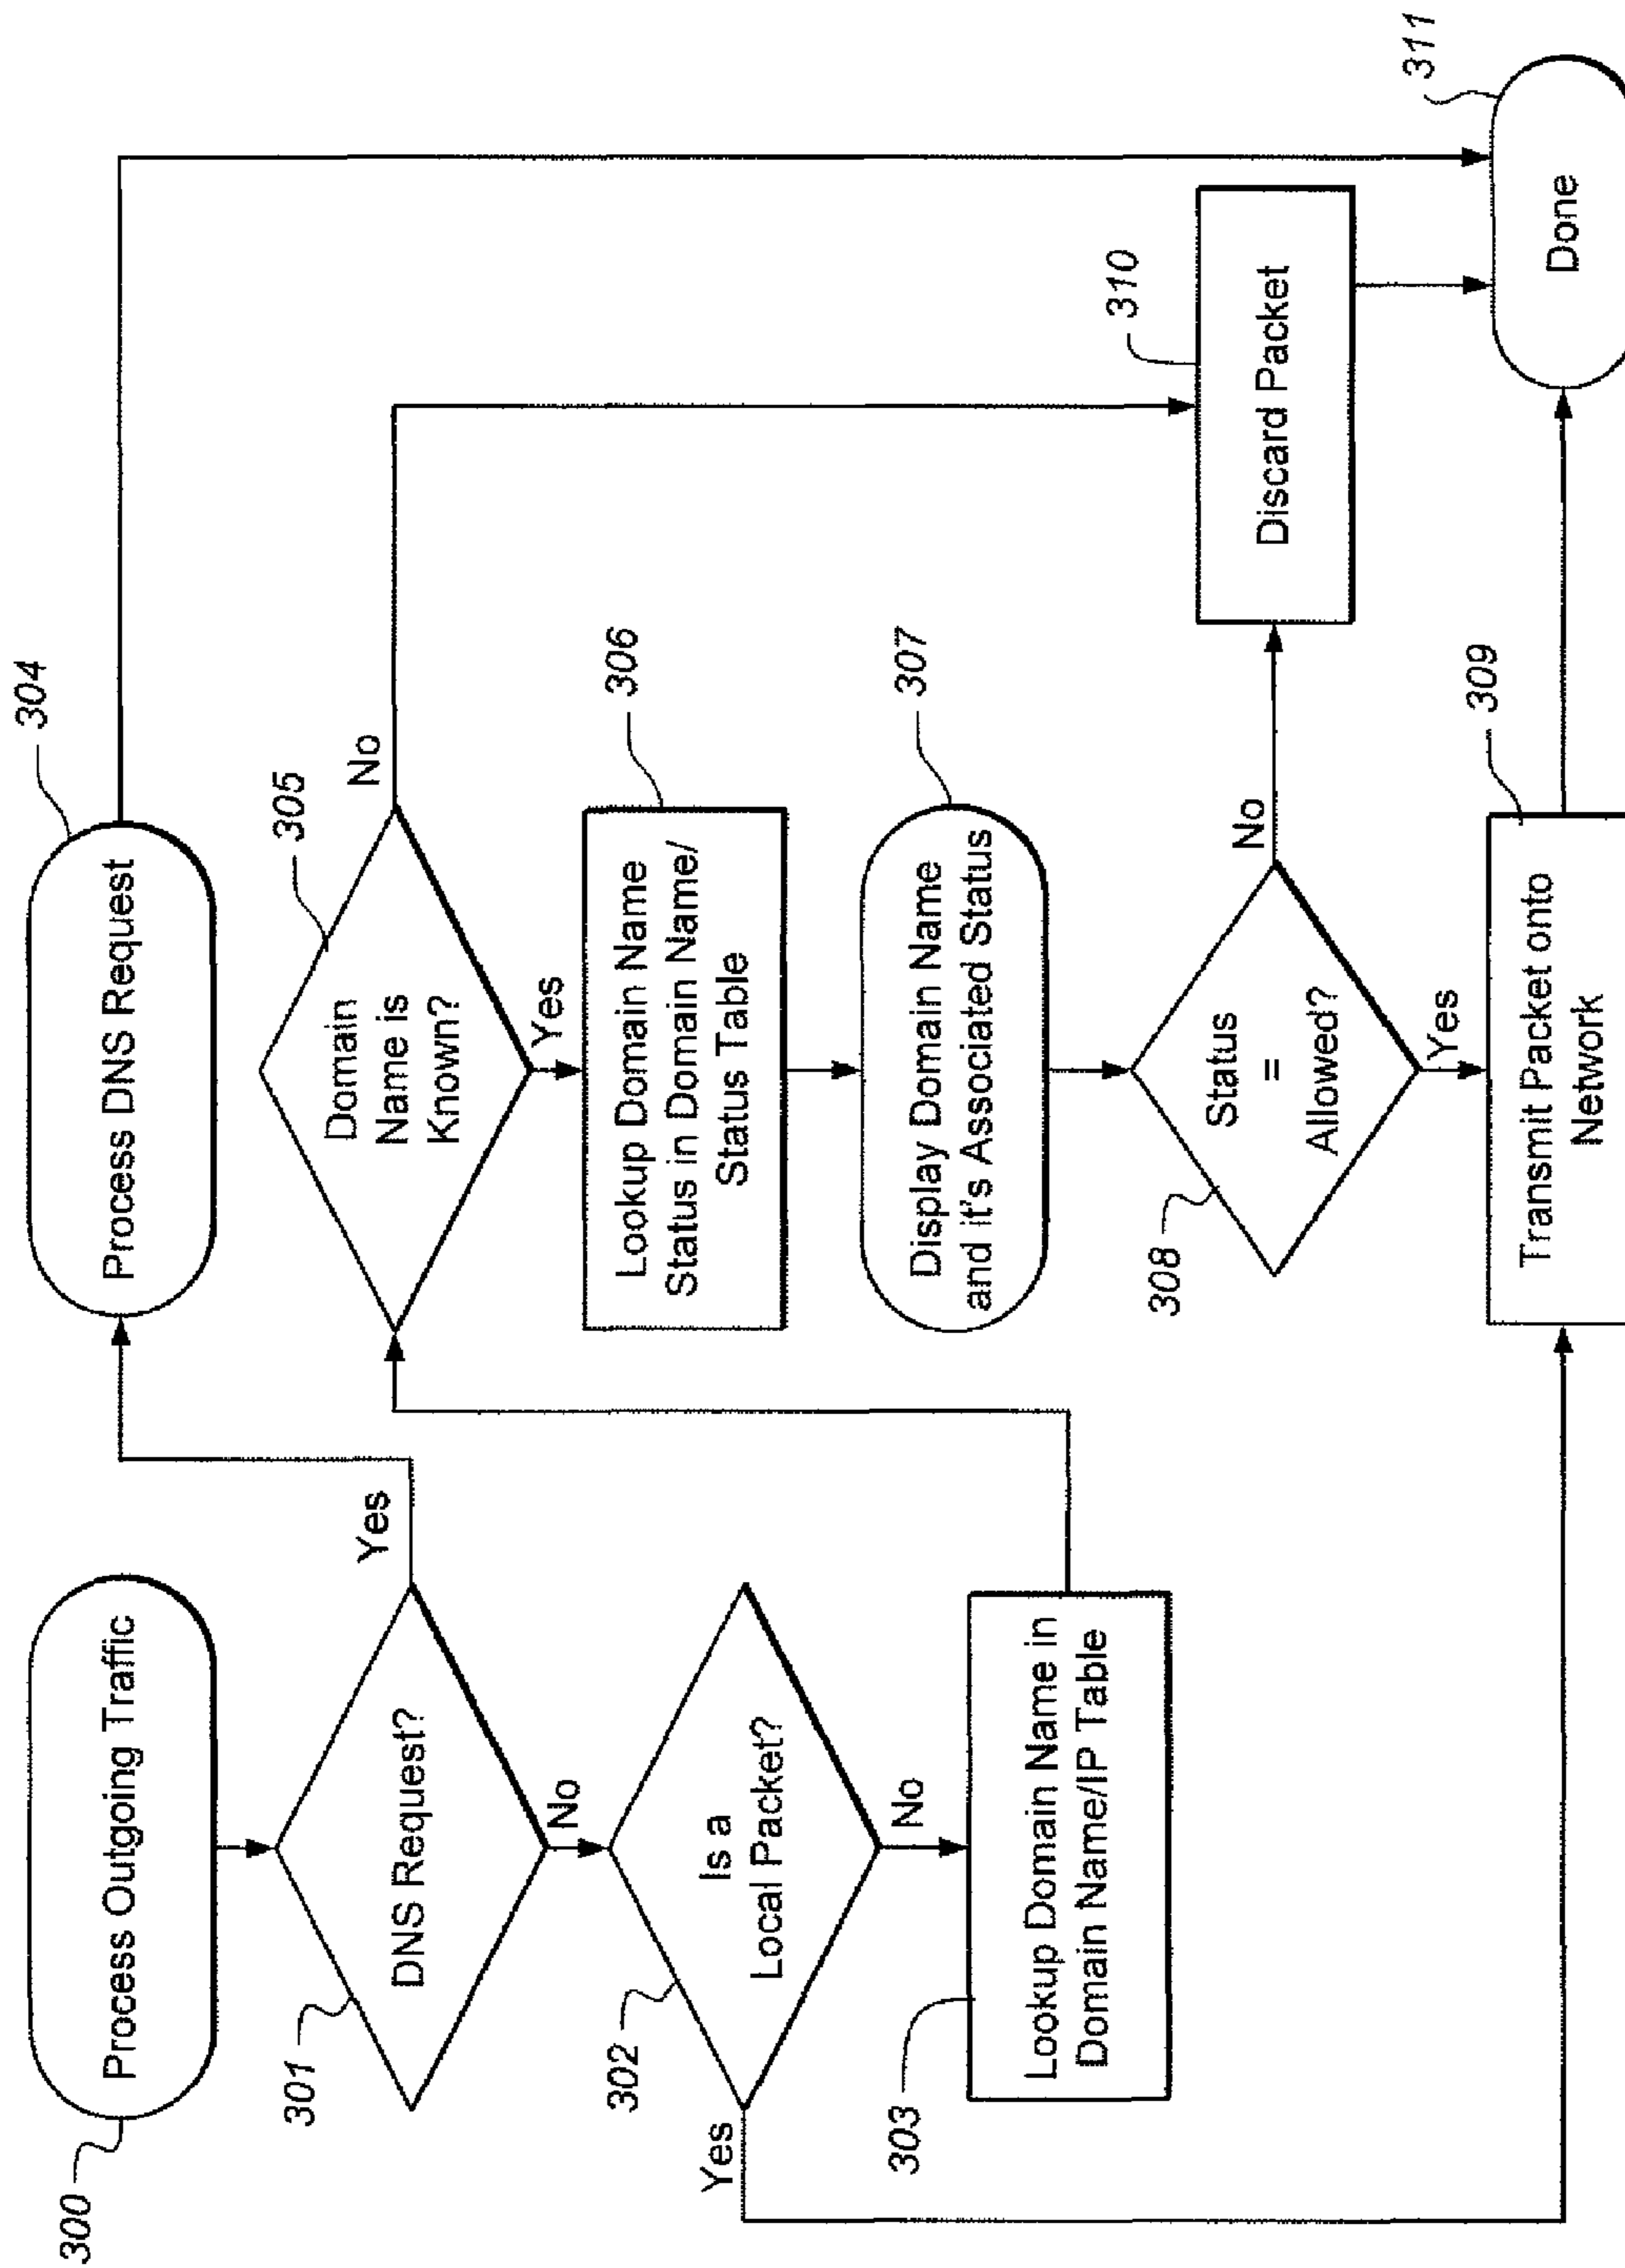 300
Process Outgoing Traffic
301
DNS Request?
Yes
No
302
Is a
Local Packet?
Yes
No
303
Lookup Domain Name in
Domain Name/IP Table
304
Process DNS Request
305
Domain
Name is
Known?
No
Yes
306
Lookup Domain Name
Status in Domain Name/
Status Table
307
Display Domain Name
and it's Associated Status
308
Status
=
Allowed?
No
Yes
309
Transmit Packet onto
Network
310
Discard Packet
311
Done